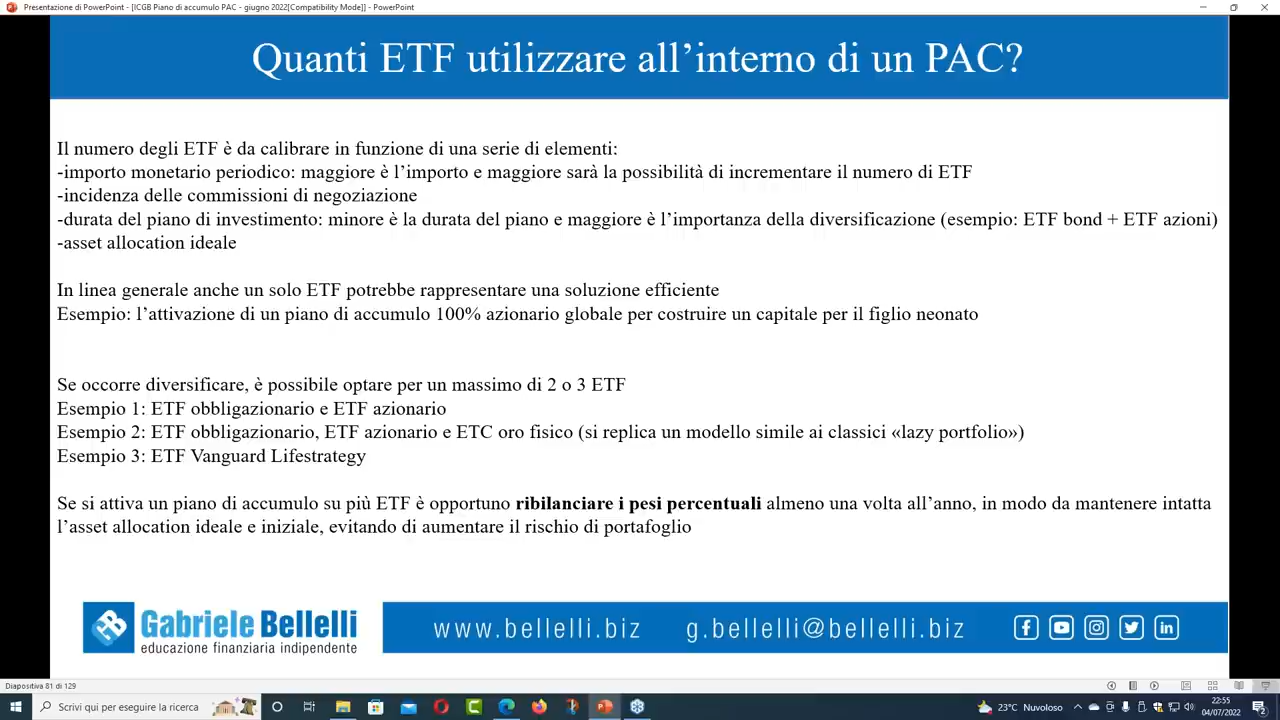 Presentazione di PowerPoint - [ICGB Piano di accumulo PAC - giugno 2022[Compatibility Mode]] - PowerPoint
Quanti ETF utilizzare all’interno di un PAC?
Il numero degli ETF è da calibrare in funzione di una serie di elementi:
-importo monetario periodico: maggiore è l’importo e maggiore sarà la possibilità di incrementare il numero di ETF
-incidenza delle commissioni di negoziazione
-durata del piano di investimento: minore è la durata del piano e maggiore è l’importanza della diversificazione (esempio: ETF bond + ETF azioni)
-asset allocation ideale
In linea generale anche un solo ETF potrebbe rappresentare una soluzione efficiente
Esempio: l’attivazione di un piano di accumulo 100% azionario globale per costruire un capitale per il figlio neonato
Se occorre diversificare, è possibile optare per un massimo di 2 o 3 ETF
Esempio 1: ETF obbligazionario e ETF azionario
Esempio 2: ETF obbligazionario, ETF azionario e ETC oro fisico (si replica un modello simile ai classici «lazy portfolio»)
Esempio 3: ETF Vanguard Lifestrategy
Se si attiva un piano di accumulo su più ETF è opportuno ribilanciare i pesi percentuali almeno una volta all’anno, in modo da mantenere intatta
l’asset allocation ideale e iniziale, evitando di aumentare il rischio di portafoglio
Gabriele Bellelli
educazione finanziaria indipendente
www.bellelli.biz g.bellelli@bellelli.biz
Diapositiva 81 di 129
Scrivi qui per eseguire la ricerca
23°C Nuvoloso
22:55
04/07/2022
2